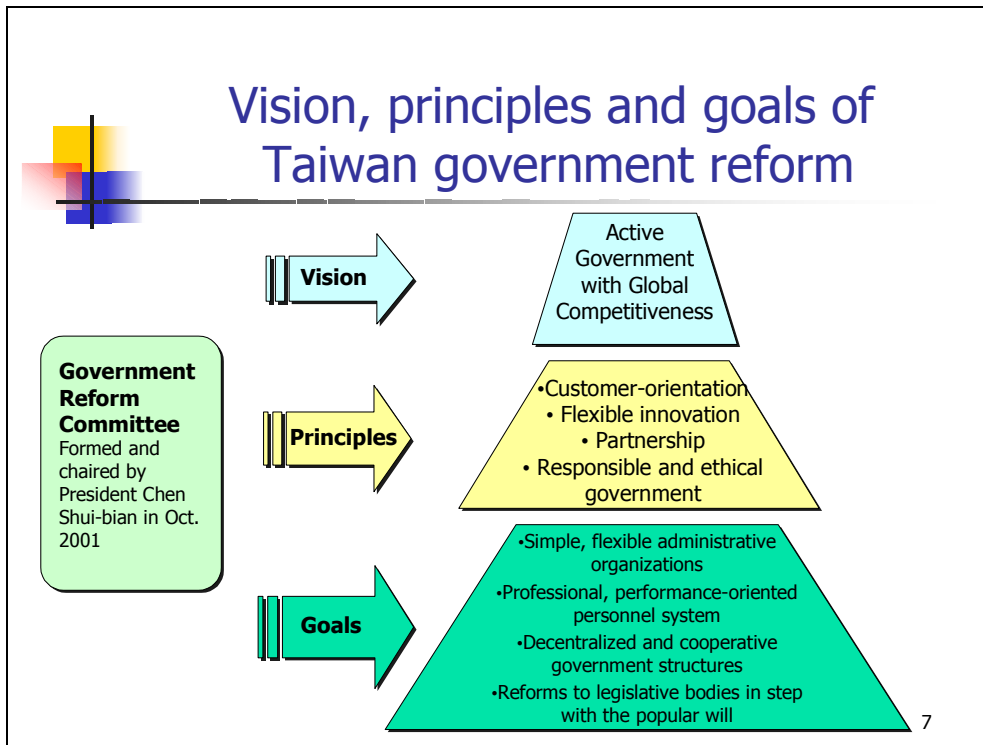 Vision, principles and goals of
Taiwan government reform
Vision
Active
Government
with Global
Competitiveness
Government
Reform
Committee
Formed and
chaired by
President Chen
Shui-bian in Oct.
2001
Principles
•Customer-orientation
• Flexible innovation
• Partnership
• Responsible and ethical
government
Goals
•Simple, flexible administrative
organizations
•Professional, performance-oriented
personnel system
•Decentralized and cooperative
government structures
•Reforms to legislative bodies in step
with the popular will
7